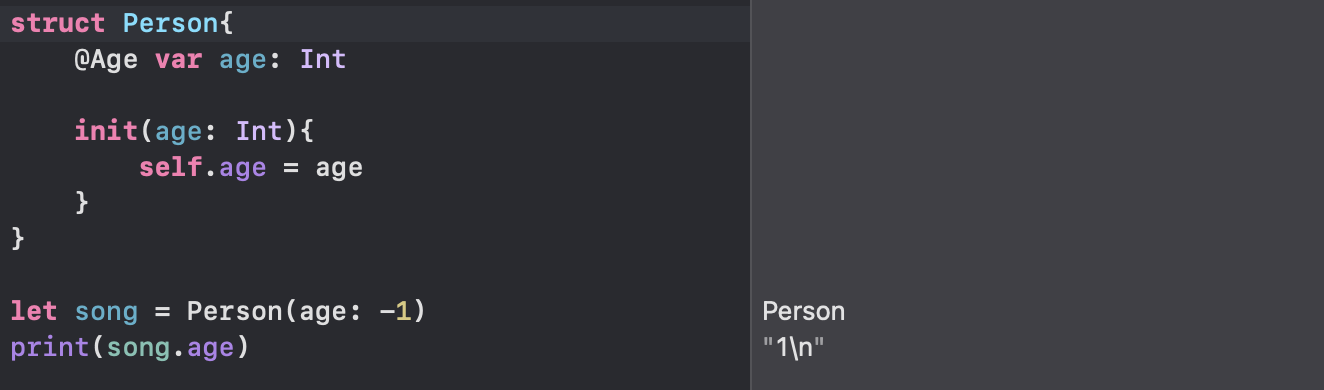 struct Person{
    @Age var age: Int

    init(age: Int){
        self.age = age
    }
}

let song = Person(age: -1)
Person
print(song.age)
"1\n"